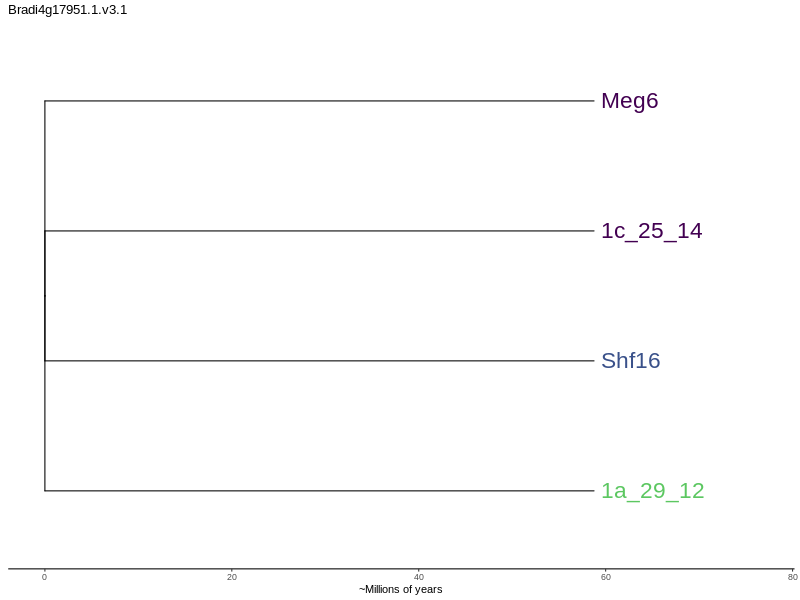 Bradi4g17951.1.v3.1
Meg6
1c_25_14
Shf16
1a_29_12
0 20 40 60 80
~Millions of years